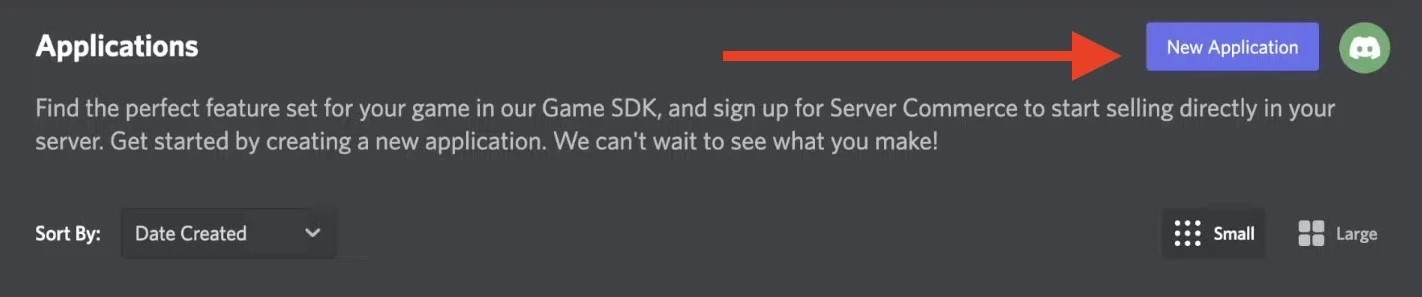 Applications
New Application
Find the perfect feature set for your game in our Game SDK, and sign up for Server Commerce to start selling directly in your
server. Get started by creating a new application. We can't wait to see what you make!
Sort By: Date Created
Small
Large